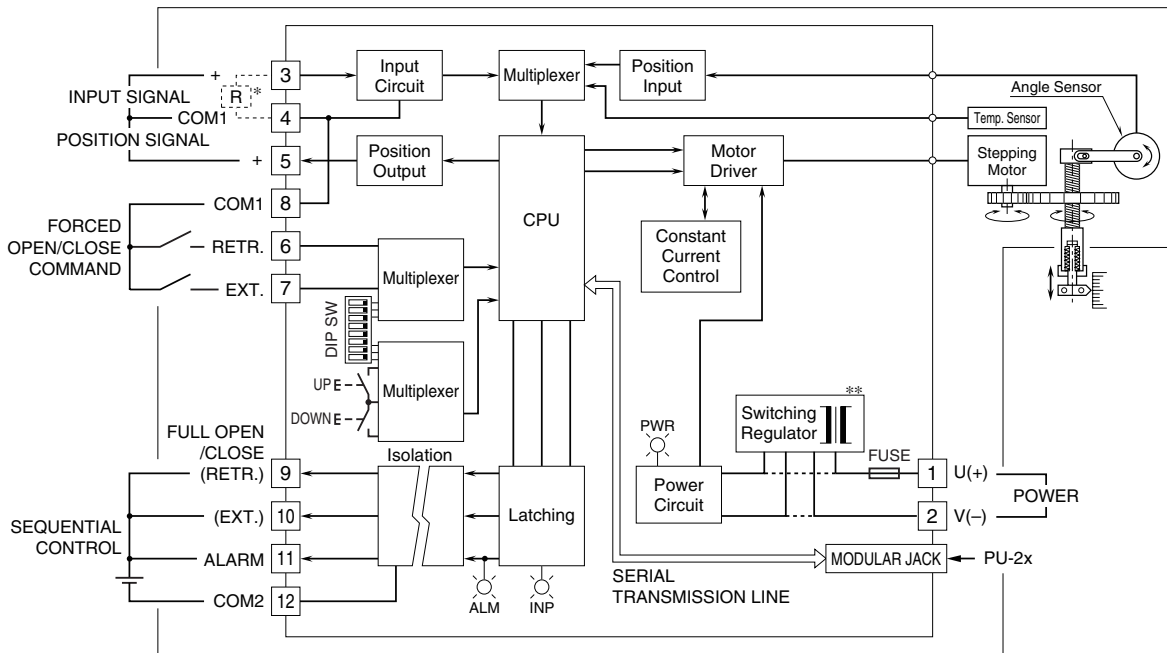 INPUT SIGNAL
+
R *
COM1
POSITION SIGNAL
+
3
4
5
Input
Circuit
Multiplexer
Position
Input
Angle Sensor
Temp. Sensor
Stepping
Motor
Position
Output
CPU
Motor
Driver
Constant
Current
Control
FORCED
OPEN/CLOSE
COMMAND
COM1
8
RETR.
6
EXT.
7
Multiplexer
DIP SW
UP
DOWN
Multiplexer
FULL OPEN
/CLOSE
(RETR.)
9
(EXT.)
10
SEQUENTIAL
CONTROL
ALARM
11
COM2
12
Isolation
Latching
ALM
INP
PWR
Power
Circuit
Switching
Regulator
**
FUSE
1
U(+)
POWER
2
V(–)
MODULAR JACK
PU-2x
SERIAL
TRANSMISSION LINE